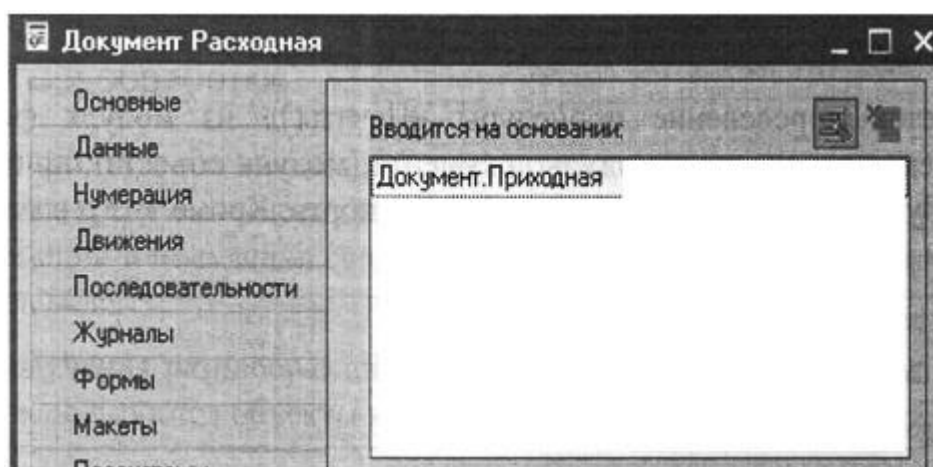 Документ Расходная
Основные
Данные
Нумерация
Движения
Последовательности
Журналы
Формы
Макеты
Вводится на основании:
Документ.Приходная